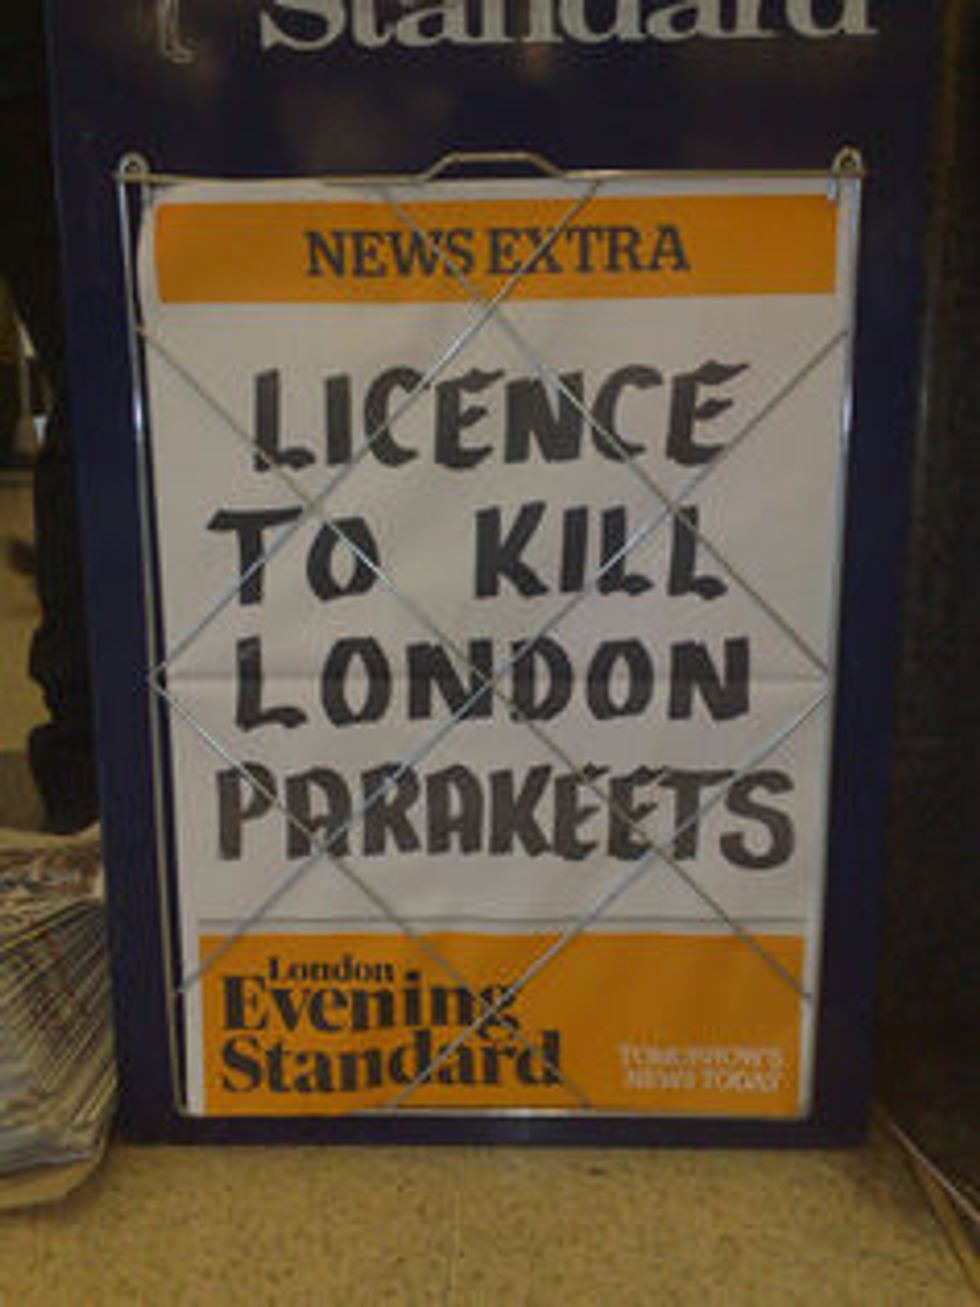 Standard
NEWS EXTRA
LICENCE
TO KILL
LONDON
PARAKEETS
London
Evening
Standard
TOMORROW'S
NEWS TODAY